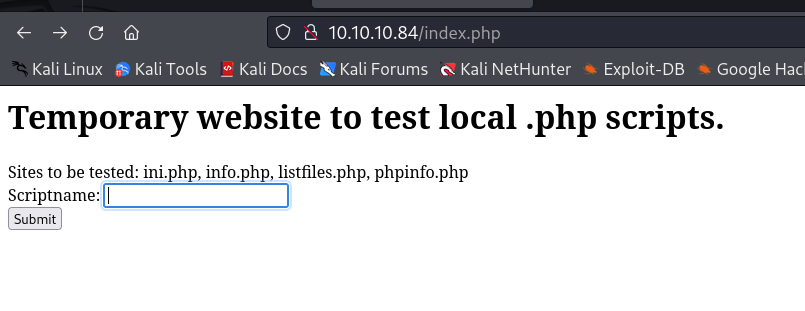 10.10.10.84/index.php
Kali Linux Kali Tools Kali Docs Kali Forums Kali NetHunter Exploit-DB Google Hac
Temporary website to test local .php scripts.
Sites to be tested: ini.php, info.php, listfiles.php, phpinfo.php
Scriptname:
Submit